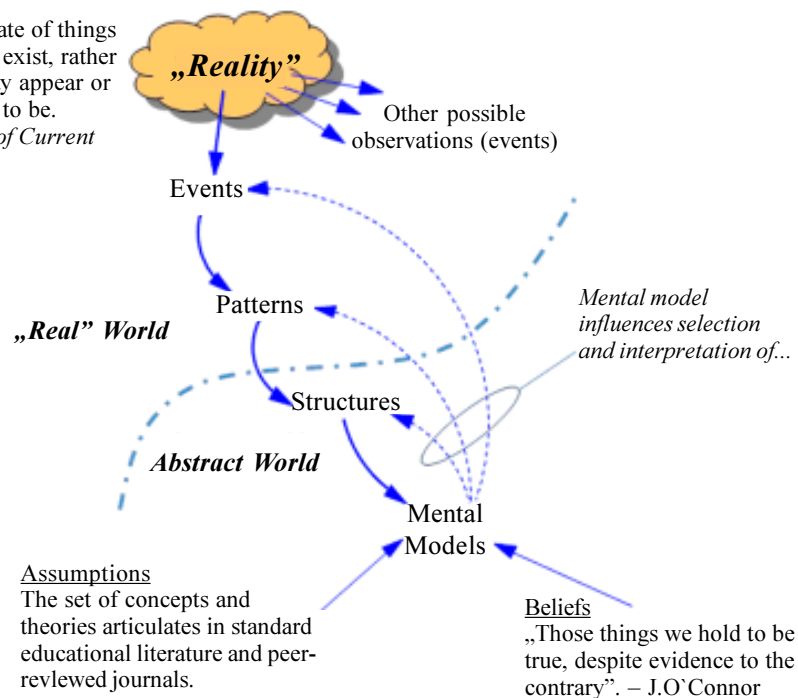 ate of things
exist, rather
y appear or
to be.
of Current
„Reality”
Other possible
observations (events)
Events
Patterns
„Real” World
Mental model
influences selection
and interpretation of...
Structures
Abstract World
Mental
Models
Assumptions
The set of concepts and
theories articulates in standard
educational literature and peer-
revlewed journals.
Beliefs
„Those things we hold to be
true, despite evidence to the
contrary”. – J.O`Connor